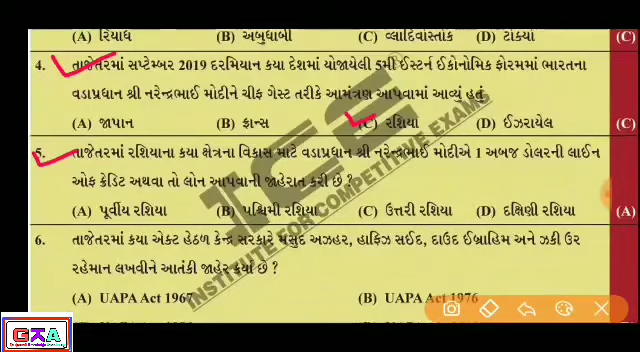 (A) રિયાધ (B) અબુધાબી (C) વ્લાદિવોસ્તોક (D) ટોક્યો (C)
4. તાજેતરમાં સપ્ટેમ્બર 2019 દરમિયાન કયા દેશમાં યોજાયેલી 5મી ઈસ્ટર્ન ઈકોનોમિક ફોરમમાં ભારતના
વડાપ્રધાન શ્રી નરેન્દ્રભાઈ મોદીને ચીફ ગેસ્ટ તરીકે આમંત્રણ આપવામાં આવ્યું હતું
(A) જાપાન (B) ફ્રાન્સ (C) રશિયા (D) ઈઝરાયેલ (C)
5. તાજેતરમાં રશિયાના કયા ક્ષેત્રના વિકાસ માટે વડાપ્રધાન શ્રી નરેન્દ્રભાઈ મોદીએ 1 અબજ ડોલરની લાઈન
ઓફ ક્રેડિટ અથવા તો લોન આપવાની જાહેરાત કરી છે ?
(A) પૂર્વીય રશિયા (B) પશ્ચિમી રશિયા (C) ઉત્તરી રશિયા (D) દક્ષિણી રશિયા (A)
6. તાજેતરમાં કયા એક્ટ હેઠળ કેન્દ્ર સરકારે મસુદ અઝહર, હાફિઝ સઈદ, દાઉદ ઈબ્રાહિમ અને ઝકી ઉર
રહેમાન લખવીને આતંકી જાહેર કર્યા છે ?
(A) UAPA Act 1967 (B) UAPA Act 1976
ICE
INSTITUTE FOR COMPETITIVE EXAMS
GKA